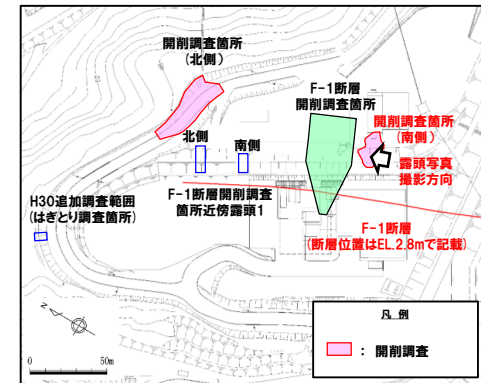 開削調査箇所
(北側)
F-1断層
開削調査箇所
開削調査箇所
(南側)
北側
南側
露頭写真
撮影方向
H30追加調査範囲
(はぎとり調査箇所)
F-1断層開削調査
箇所近傍露頭1
F-1断層
(断層位置はEL.2.8mで記載)
N
0 50m
凡 例
: 開削調査